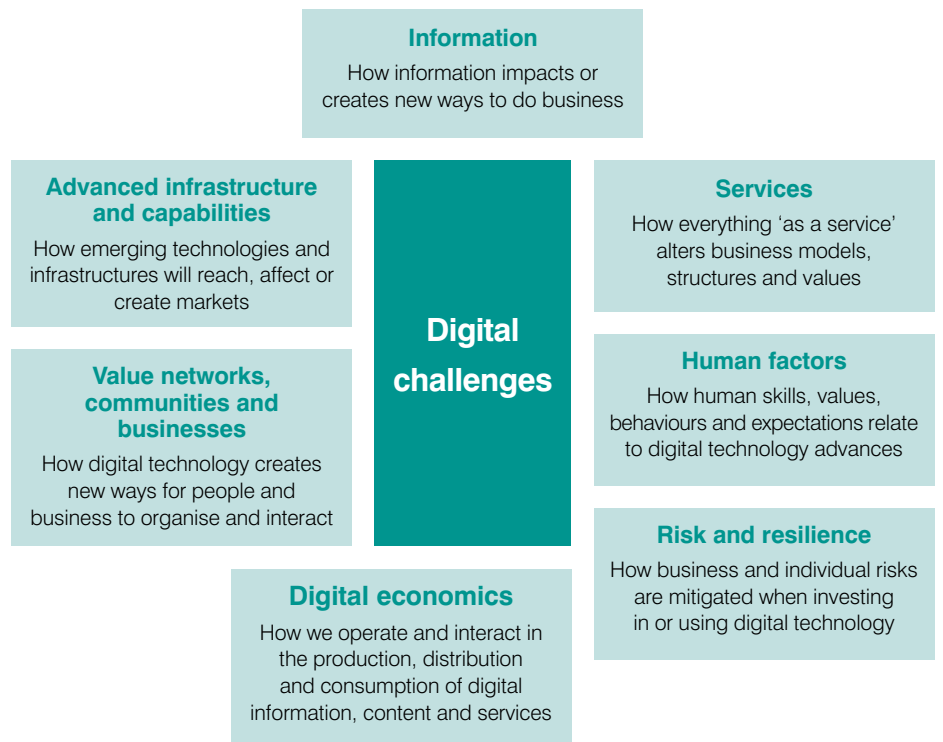 Information
How information impacts or
creates new ways to do business
Advanced infrastructure
and capabilities
How emerging technologies and
infrastructures will reach, affect or
create markets
Value networks,
communities and
businesses
How digital technology creates
new ways for people and
business to organise and interact
Digital
challenges
Services
How everything ‘as a service’
alters business models,
structures and values
Human factors
How human skills, values,
behaviours and expectations relate
to digital technology advances
Risk and resilience
How business and individual risks
are mitigated when investing
in or using digital technology
Digital economics
How we operate and interact in
the production, distribution
and consumption of digital
information, content and services